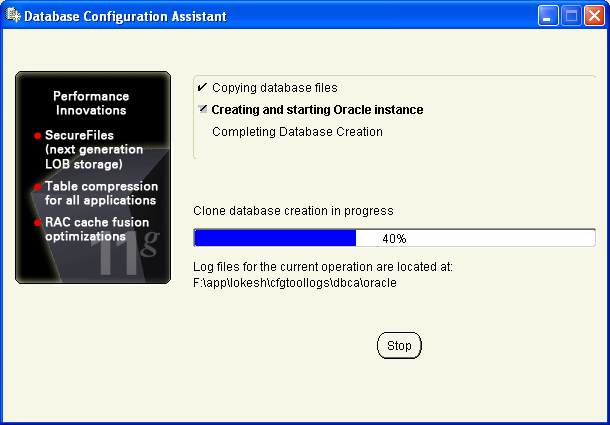 Database Configuration Assistant
Performance
Innovations
SecureFiles
(next generation
LOB storage)
Table compression
for all applications
RAC cache fusion
optimizations
11g
Copying database files
Creating and starting Oracle instance
Completing Database Creation
Clone database creation in progress
40%
Log files for the current operation are located at:
F:\app\lokesh\cfgtoollogs\dbca\oracle
Stop